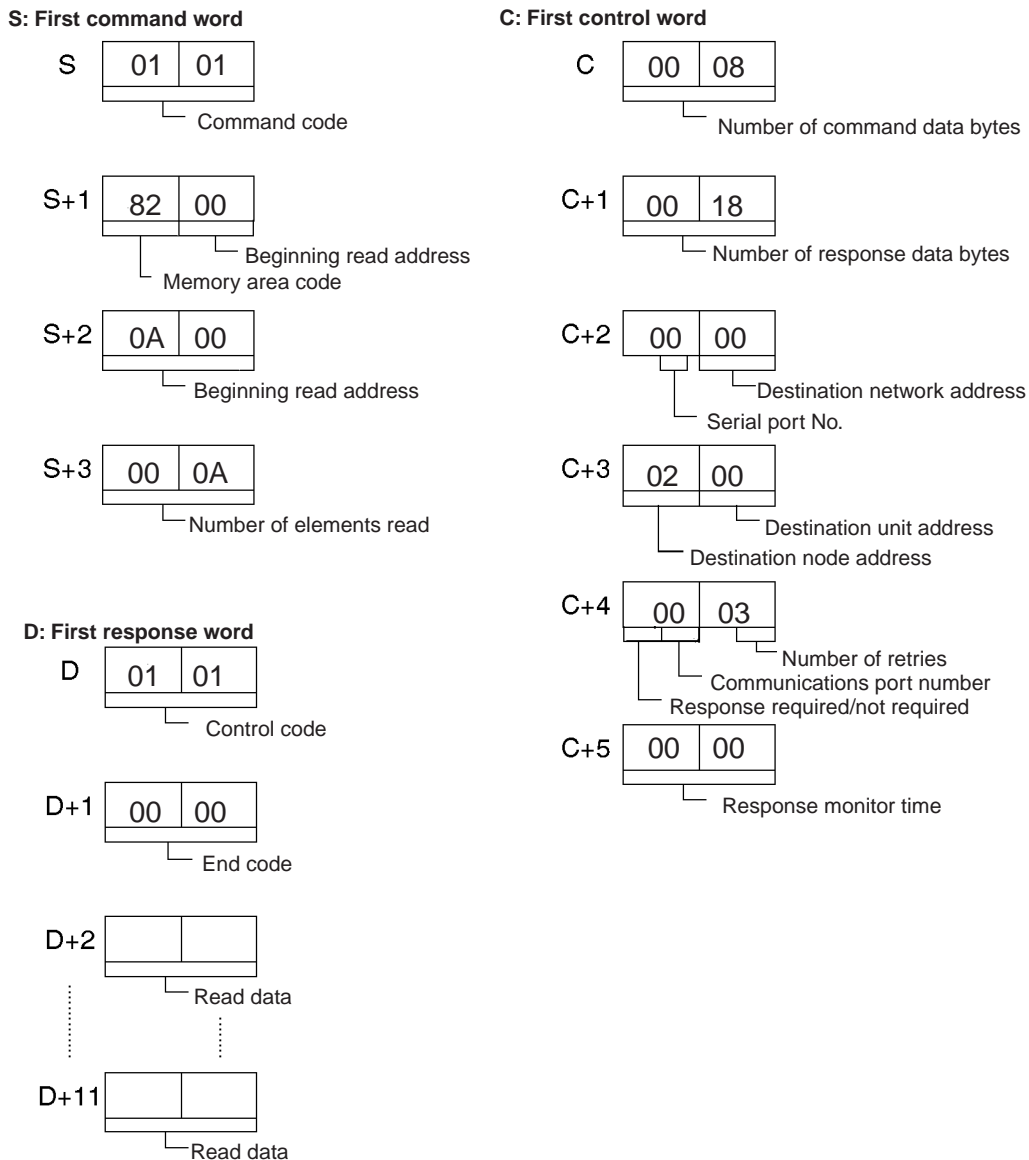 S: First command word
S
01 01
Command code
S+1
82 00
Beginning read address
Memory area code
S+2
0A 00
Beginning read address
S+3
00 0A
Number of elements read
D: First response word
D
01 01
Control code
D+1
00 00
End code
D+2
Read data
D+11
Read data
C: First control word
C
00 08
Number of command data bytes
C+1
00 18
Number of response data bytes
C+2
00 00
Destination network address
Serial port No.
C+3
02 00
Destination unit address
Destination node address
C+4
00 03
Number of retries
Communications port number
Response required/not required
C+5
00 00
Response monitor time